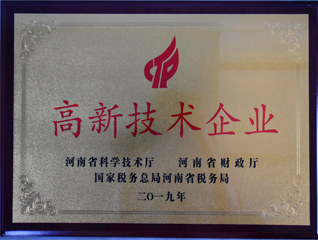 高新技术企业
河南省科学技术厅 河南省财政厅
国家税务总局河南省税务局
二〇一九年